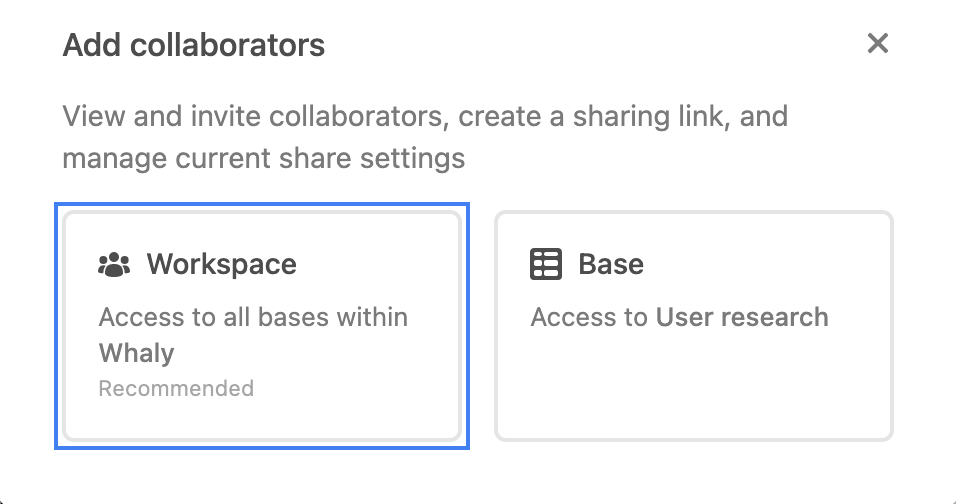 Add collaborators
View and invite collaborators, create a sharing link, and
manage current share settings
Workspace
Access to all bases within
Whaly
Recommended
Base
Access to User research